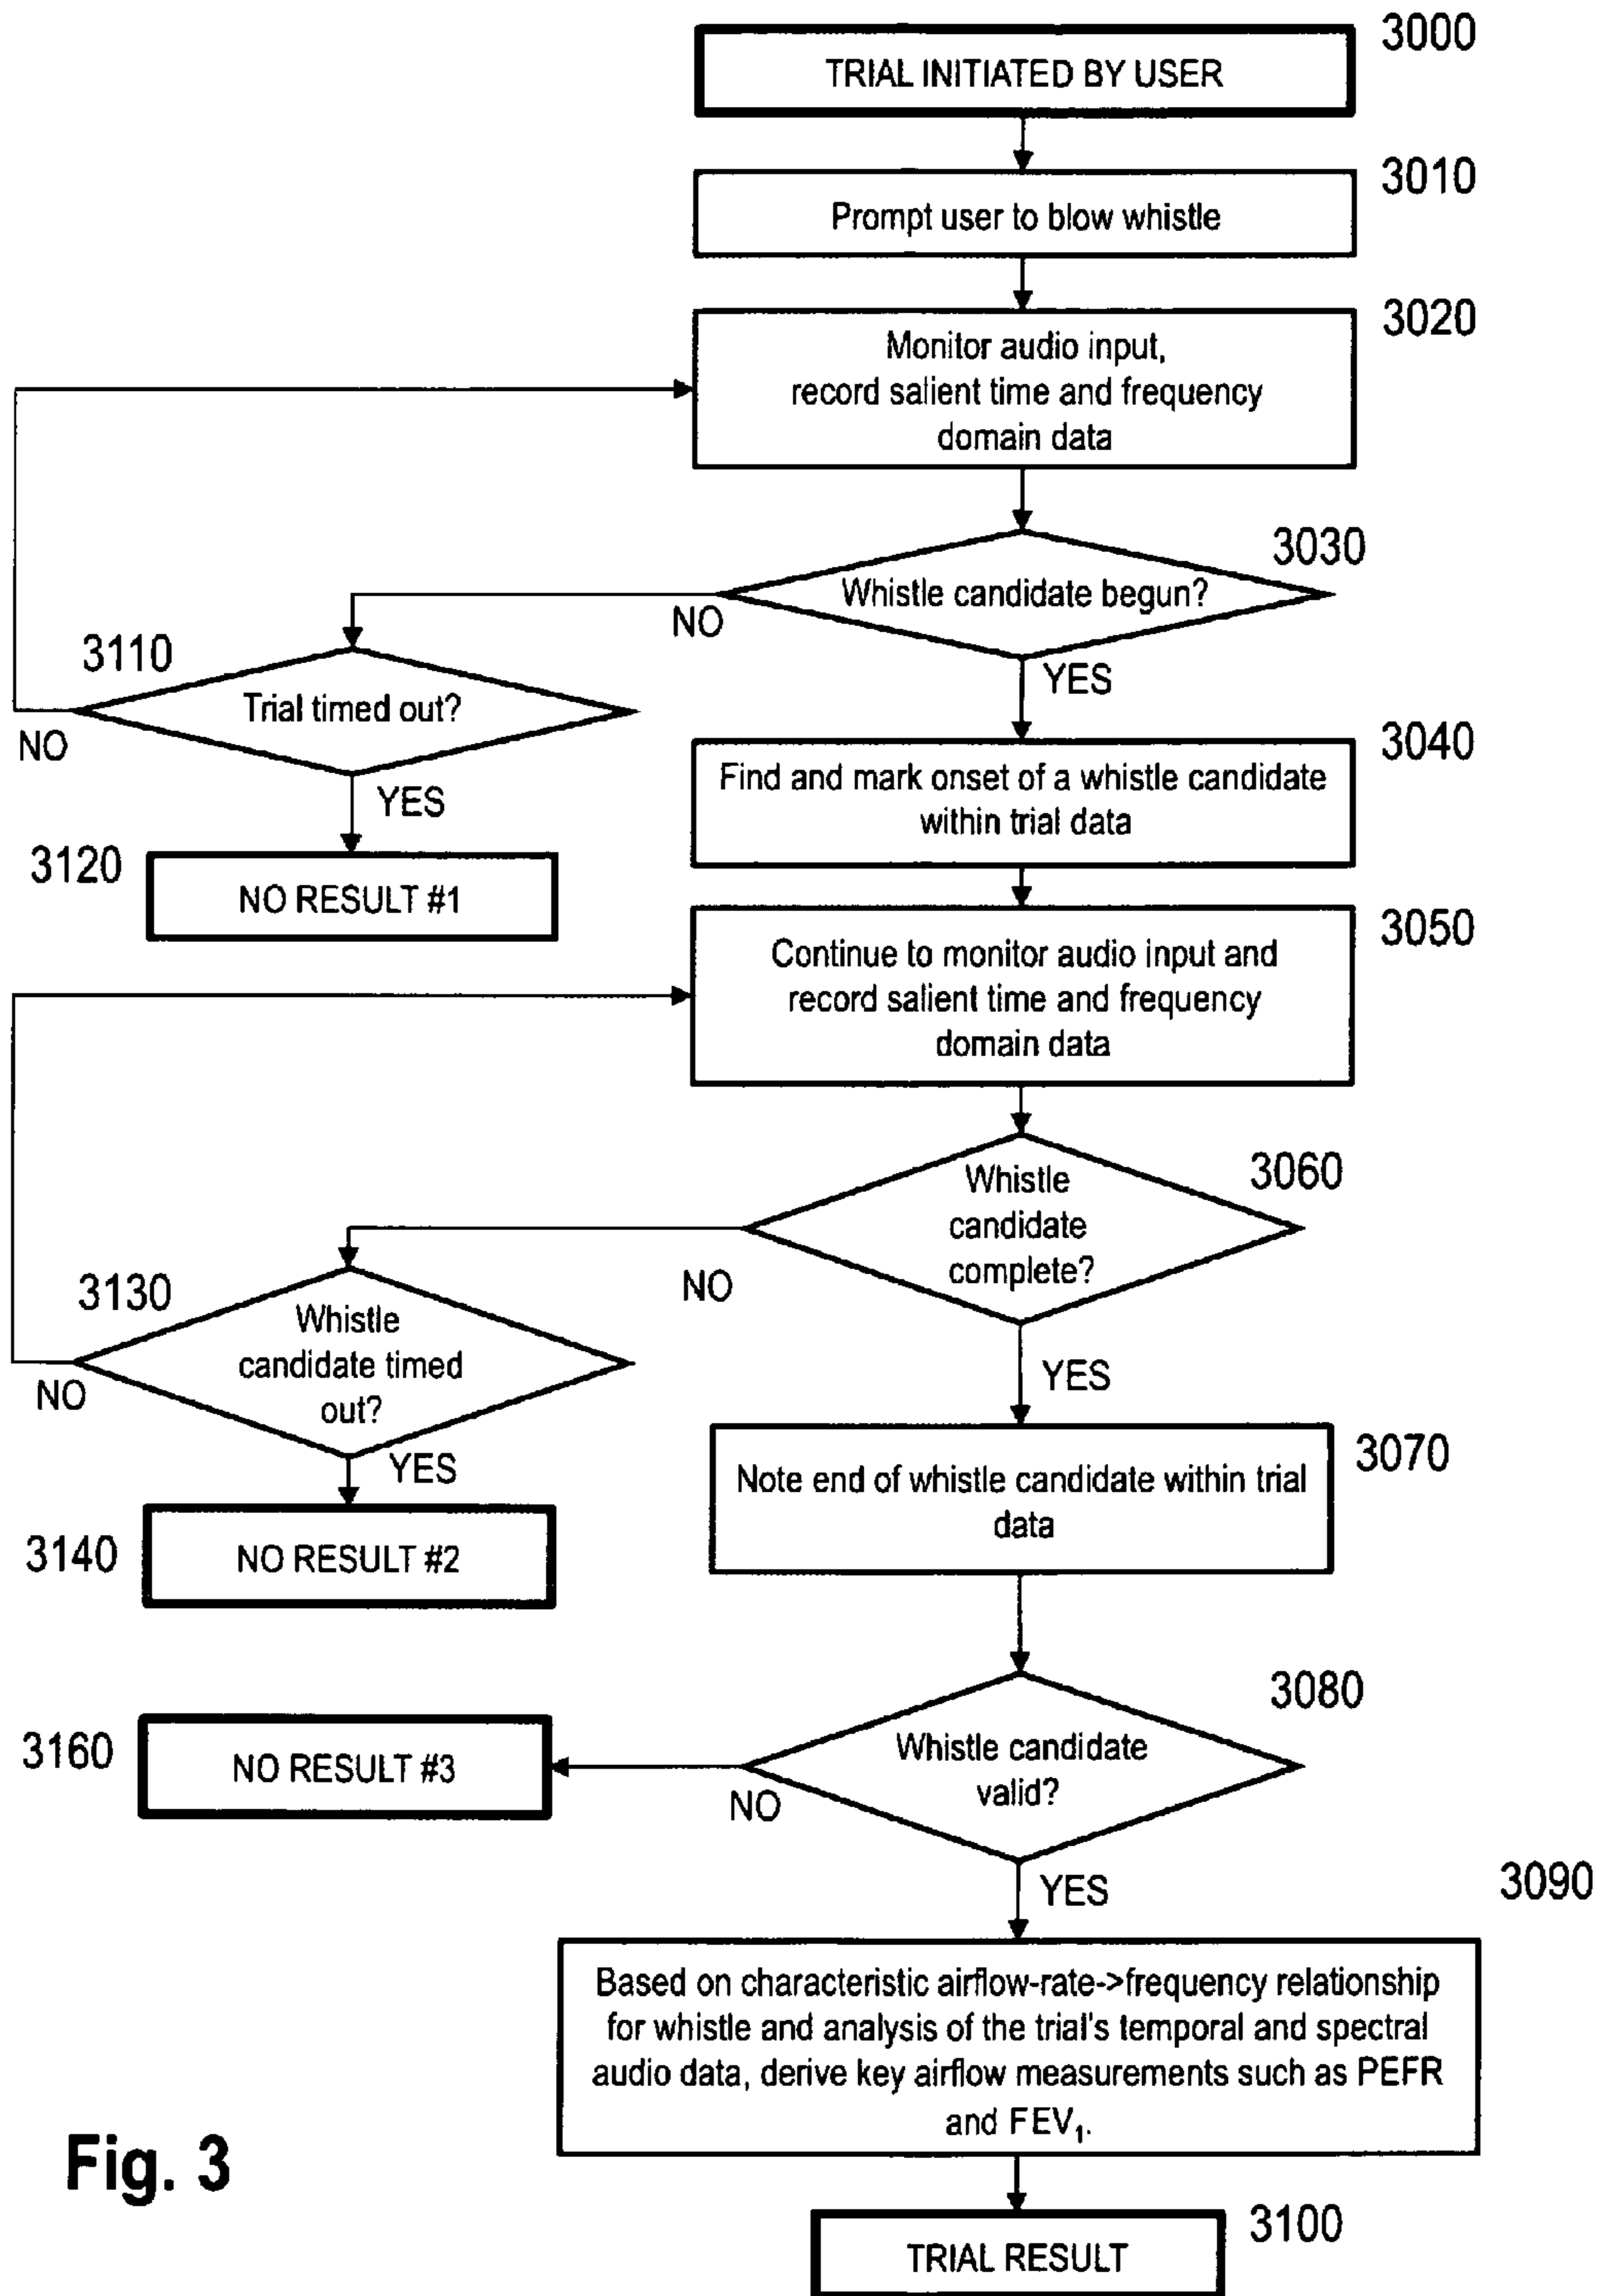 3000
TRIAL INITIATED BY USER
3010
Prompt user to blow whistle
3020
Monitor audio input,
record salient time and frequency
domain data
3030
Whistle candidate begun?
NO
YES
3110
Trial timed out?
NO
YES
3120
NO RESULT #1
3040
Find and mark onset of a whistle candidate
within trial data
3050
Continue to monitor audio input and
record salient time and frequency
domain data
3060
Whistle
candidate
complete?
NO
YES
3130
Whistle
candidate timed
out?
NO
YES
3140
NO RESULT #2
3070
Note end of whistle candidate within trial
data
3080
Whistle candidate
valid?
NO
YES
3160
NO RESULT #3
3090
Based on characteristic airflow-rate->frequency relationship
for whistle and analysis of the trial's temporal and spectral
audio data, derive key airflow measurements such as PEFR
and FEV₁.
3100
TRIAL RESULT
Fig. 3